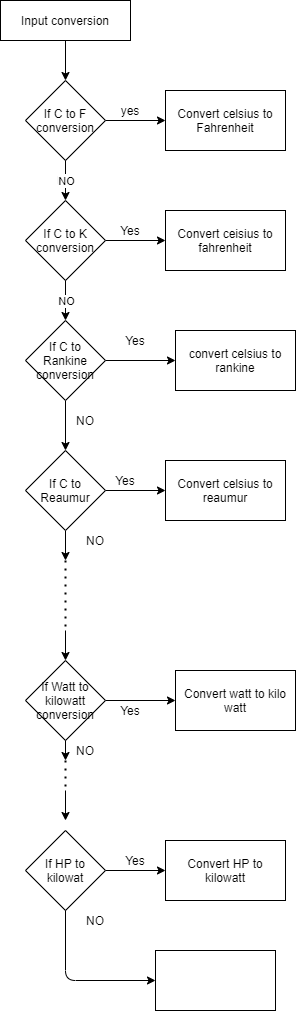 Input conversion
If C to F
conversion
yes
Convert celsius to
Fahrenheit
NO
If C to K
conversion
Yes
Convert ceisius to
fahrenheit
NO
If C to
Rankine
conversion
Yes
convert celsius to
rankine
NO
If C to
Reaumur
Yes
Convert celsius to
reaumur
NO
If Watt to
kilowatt
conversion
Yes
Convert watt to kilo
watt
NO
If HP to
kilowat
Yes
Convert HP to
kilowatt
NO